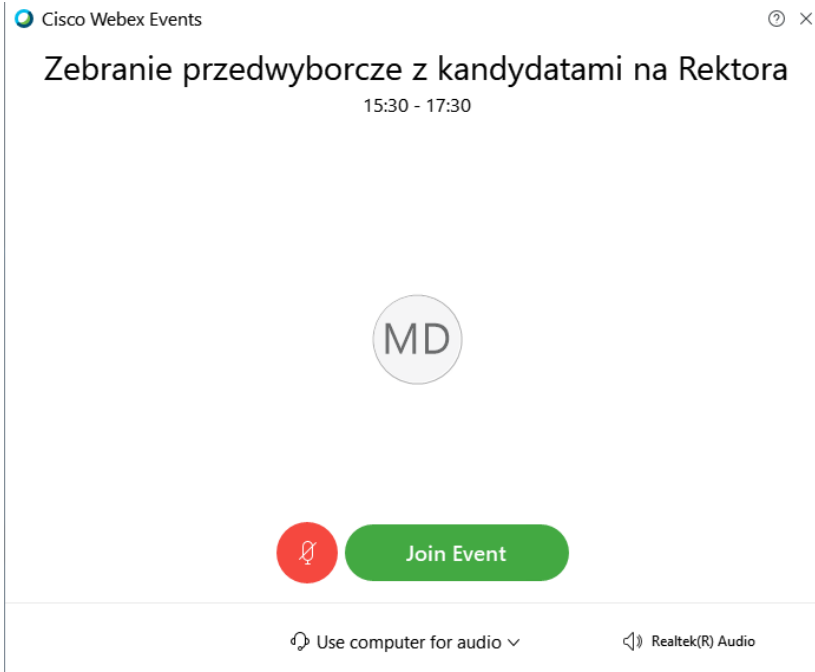 Cisco Webex Events
Zebranie przedwyborcze z kandydatami na Rektora
15:30 - 17:30
MD
Join Event
Use computer for audio
Realtek(R) Audio